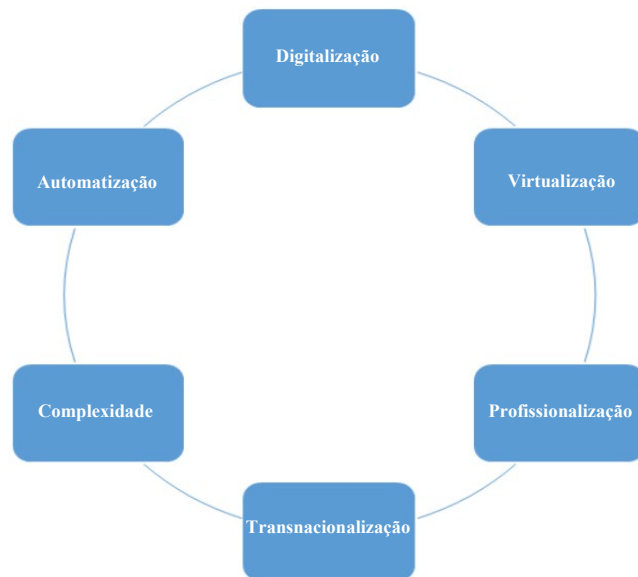 Digitalização
Virtualização
Profissionalização
Transnacionalização
Complexidade
Automatização